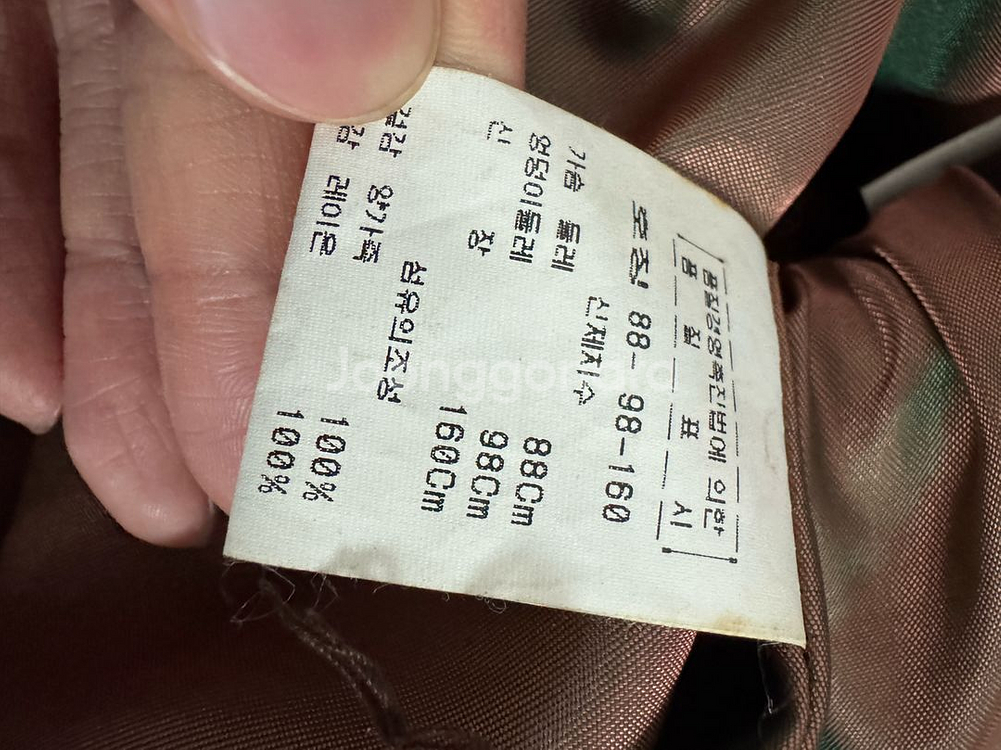 품질경영촉진법에 의한
품 질 표 시
호칭 88-98-160
신체치수
가슴 둘레 88Cm
엉덩이둘레 98Cm
신 장 160Cm
섬유의조성
겉감 양가죽 100%
안감 레이온 100%
Joonggonara